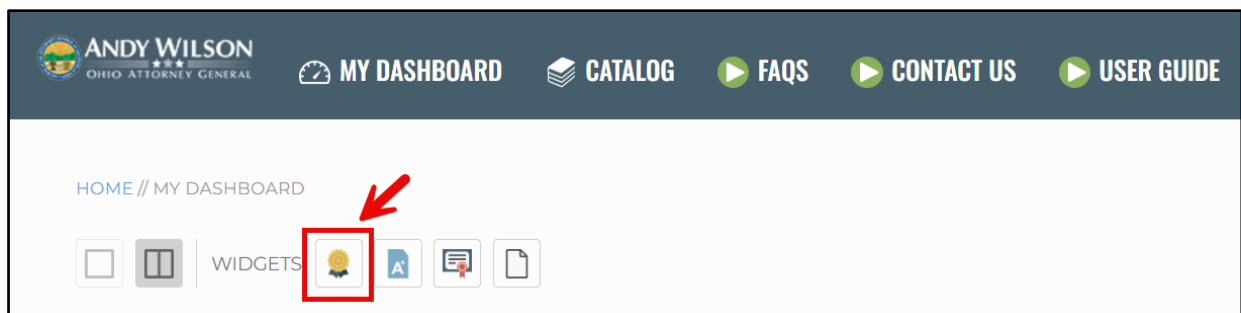 ANDY WILSON
OHIO ATTORNEY GENERAL
MY DASHBOARD
CATALOG
FAQS
CONTACT US
USER GUIDE
HOME // MY DASHBOARD
WIDGETS
A+